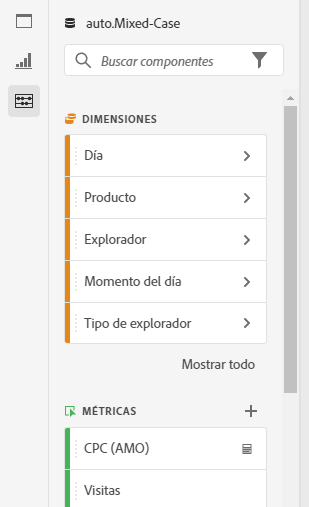 auto.Mixed-Case
Buscar componentes
DIMENSIONES
Día
Producto
Explorador
Momento del día
Tipo de explorador
Mostrar todo
MÉTRICAS
CPC (AMO)
Visitas